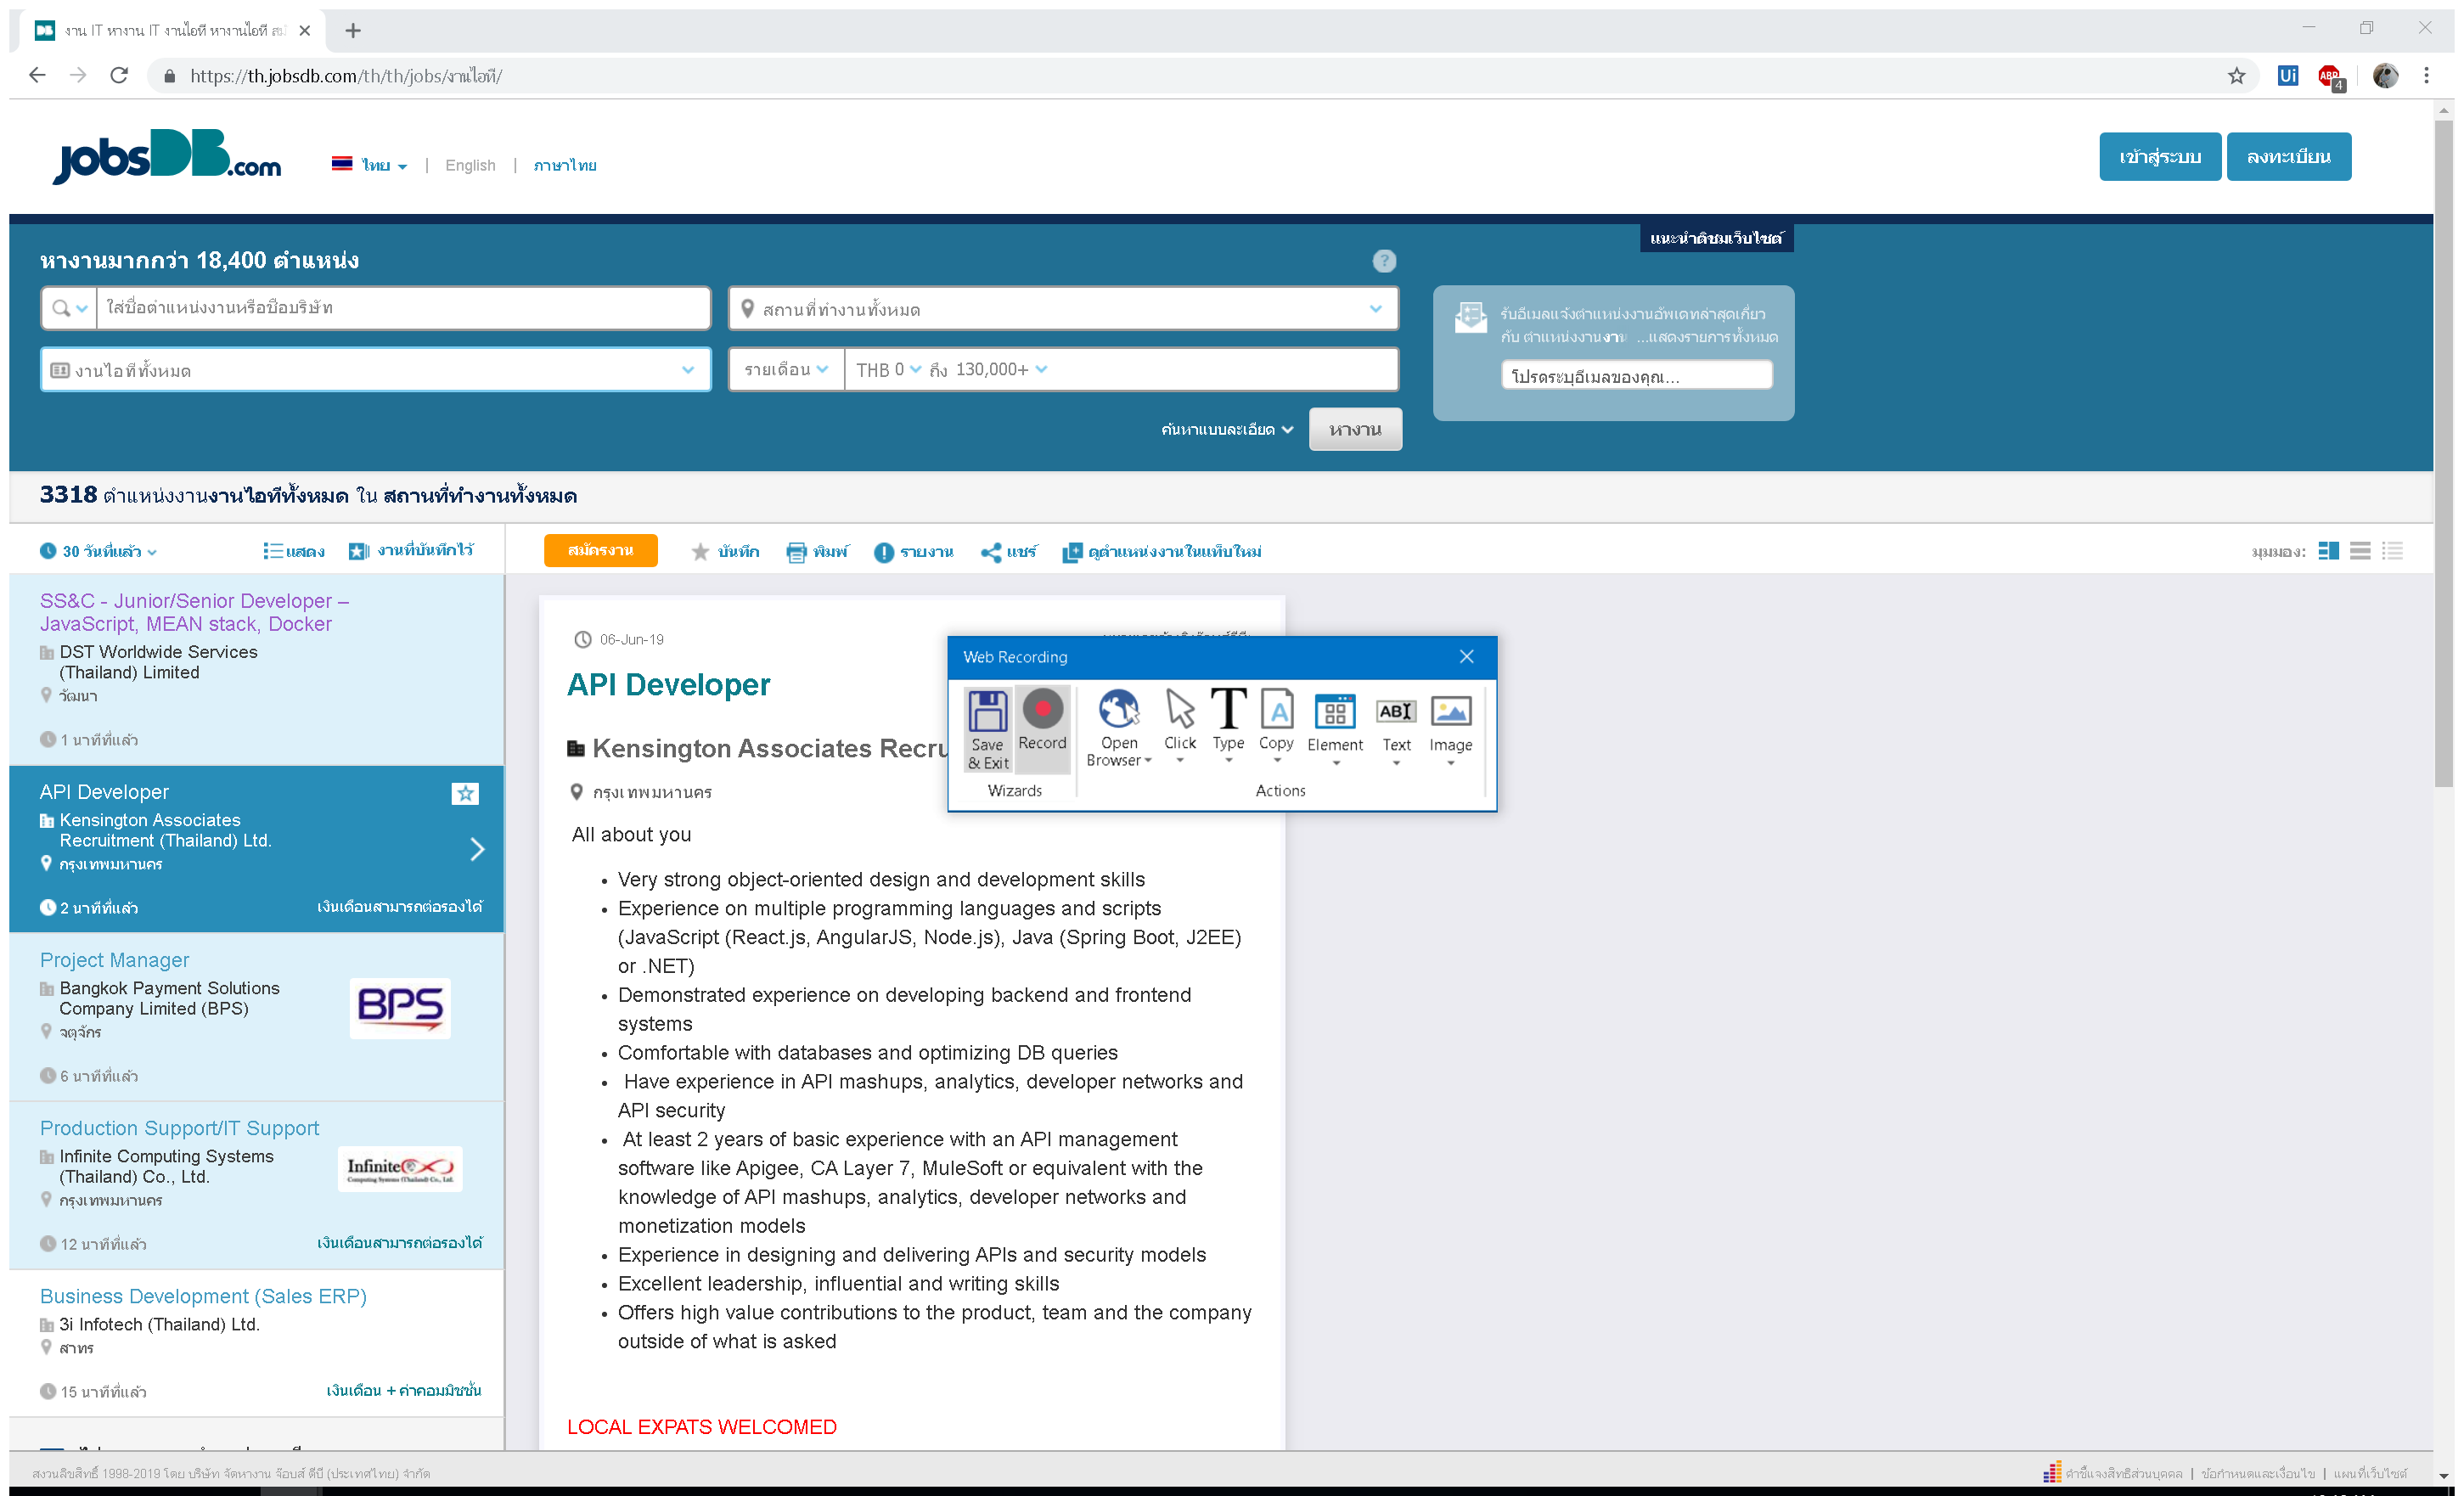 งาน IT หางาน IT งานไอที หางานไอที
https://th.jobsdb.com/th/th/jobs/งานไอที/
Ui
ABP
4
jobsDB.com
ไทย | English | ภาษาไทย
เข้าสู่ระบบ
ลงทะเบียน
แนะนำติชมเว็บไซต์
หางานมากกว่า 18,400 ตำแหน่ง
?
ใส่ชื่อตำแหน่งงานหรือชื่อบริษัท
สถานที่ทำงานทั้งหมด
รับอีเมลแจ้งตำแหน่งงานอัพเดทล่าสุดเกี่ยว
กับ ตำแหน่งงานงาน ...แสดงรายการทั้งหมด
งานไอทีทั้งหมด
รายเดือน
THB 0 ถึง 130,000+
โปรดระบุอีเมลของคุณ...
ค้นหาแบบละเอียด
หางาน
3318 ตำแหน่งงานงานไอทีทั้งหมด ใน สถานที่ทำงานทั้งหมด
30 วันที่แล้ว
แสดง
งานที่บันทึกไว้
สมัครงาน
บันทึก
พิมพ์
รายงาน
แชร์
ดูตำแหน่งงานในแท็บใหม่
มุมมอง:
SS&C - Junior/Senior Developer –
JavaScript, MEAN stack, Docker
DST Worldwide Services
(Thailand) Limited
วัฒนา
1 นาทีที่แล้ว
API Developer
Kensington Associates
Recruitment (Thailand) Ltd.
กรุงเทพมหานคร
2 นาทีที่แล้ว
เงินเดือนสามารถต่อรองได้
Project Manager
Bangkok Payment Solutions
Company Limited (BPS)
BPS
จตุจักร
6 นาทีที่แล้ว
Production Support/IT Support
Infinite Computing Systems
(Thailand) Co., Ltd.
Infinite
Computing Systems (Thailand) Co., Ltd.
กรุงเทพมหานคร
12 นาทีที่แล้ว
เงินเดือนสามารถต่อรองได้
Business Development (Sales ERP)
3i Infotech (Thailand) Ltd.
สาทร
15 นาทีที่แล้ว
เงินเดือน + ค่าคอมมิชชั่น
06-Jun-19
API Developer
Kensington Associates Recru
กรุงเทพมหานคร
Web Recording
Save
& Exit
Record
Open
Browser
Click
Type
Copy
Element
Text
Image
Wizards
Actions
All about you
• Very strong object-oriented design and development skills
• Experience on multiple programming languages and scripts
(JavaScript (React.js, AngularJS, Node.js), Java (Spring Boot, J2EE)
or .NET)
• Demonstrated experience on developing backend and frontend
systems
• Comfortable with databases and optimizing DB queries
• Have experience in API mashups, analytics, developer networks and
API security
• At least 2 years of basic experience with an API management
software like Apigee, CA Layer 7, MuleSoft or equivalent with the
knowledge of API mashups, analytics, developer networks and
monetization models
• Experience in designing and delivering APIs and security models
• Excellent leadership, influential and writing skills
• Offers high value contributions to the product, team and the company
outside of what is asked
LOCAL EXPATS WELCOMED
สงวนลิขสิทธิ์ 1998-2019 โดย บริษัท จัดหางาน จ๊อบส์ ดีบี (ประเทศไทย) จำกัด
คำชี้แจงสิทธิส่วนบุคคล | ข้อกำหนดและเงื่อนไข | แผนที่เว็บไซต์